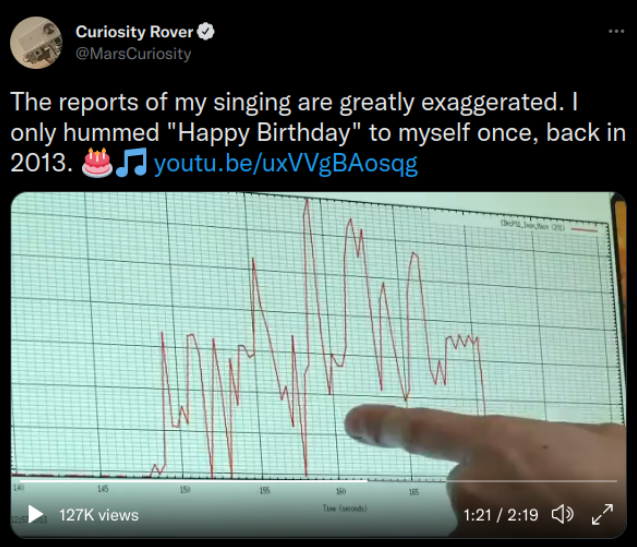 Curiosity Rover
@MarsCuriosity
The reports of my singing are greatly exaggerated. I
only hummed "Happy Birthday" to myself once, back in
2013. 🎂🎵 youtu.be/uxVVgBAosqg
140 145 150 155 160 165
Time (seconds)
127K views 1:21 / 2:19